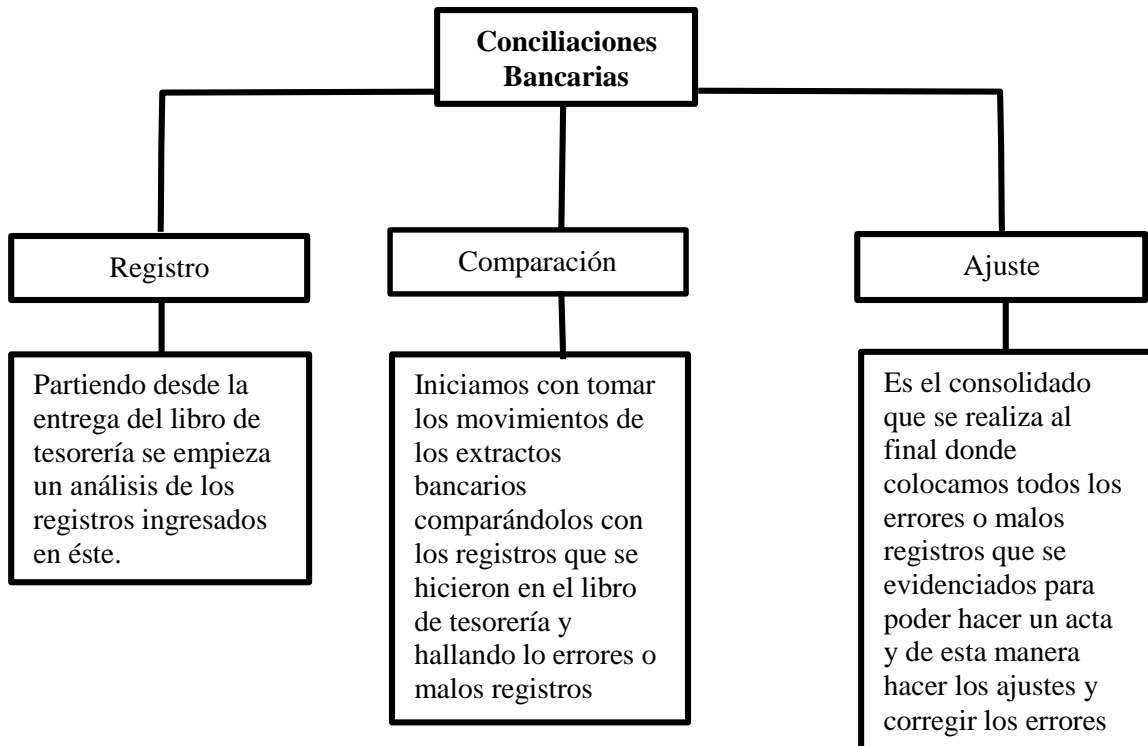 Conciliaciones
Bancarias
Registro
Partiendo desde la
entrega del libro de
tesorería se empieza
un análisis de los
registros ingresados
en éste.
Comparación
Iniciamos con tomar
los movimientos de
los extractos
bancarios
comparándolos con
los registros que se
hicieron en el libro
de tesorería y
hallando lo errores o
malos registros
Ajuste
Es el consolidado
que se realiza al
final donde
colocamos todos los
errores o malos
registros que se
evidenciados para
poder hacer un acta
y de esta manera
hacer los ajustes y
corregir los errores